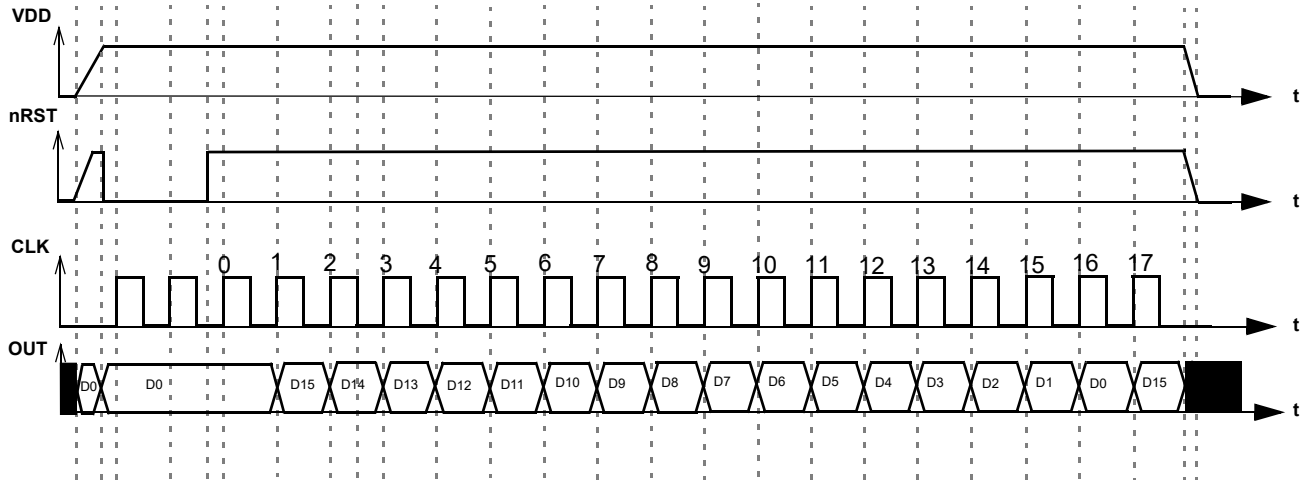 VDD
t
nRST
t
CLK
0 1 2 3 4 5 6 7 8 9 10 11 12 13 14 15 16 17
t
OUT
D0 D0 D15 D14 D13 D12 D11 D10 D9 D8 D7 D6 D5 D4 D3 D2 D1 D0 D15
t